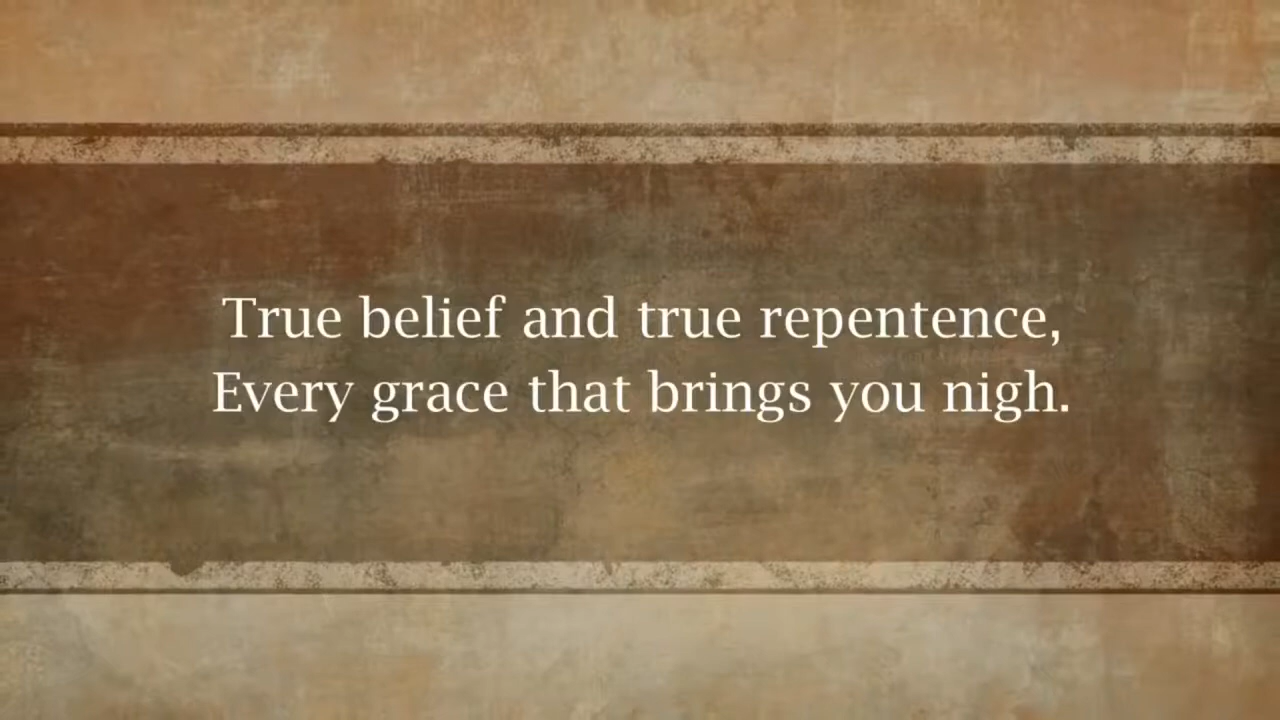 True belief and true repentence,
Every grace that brings you nigh.